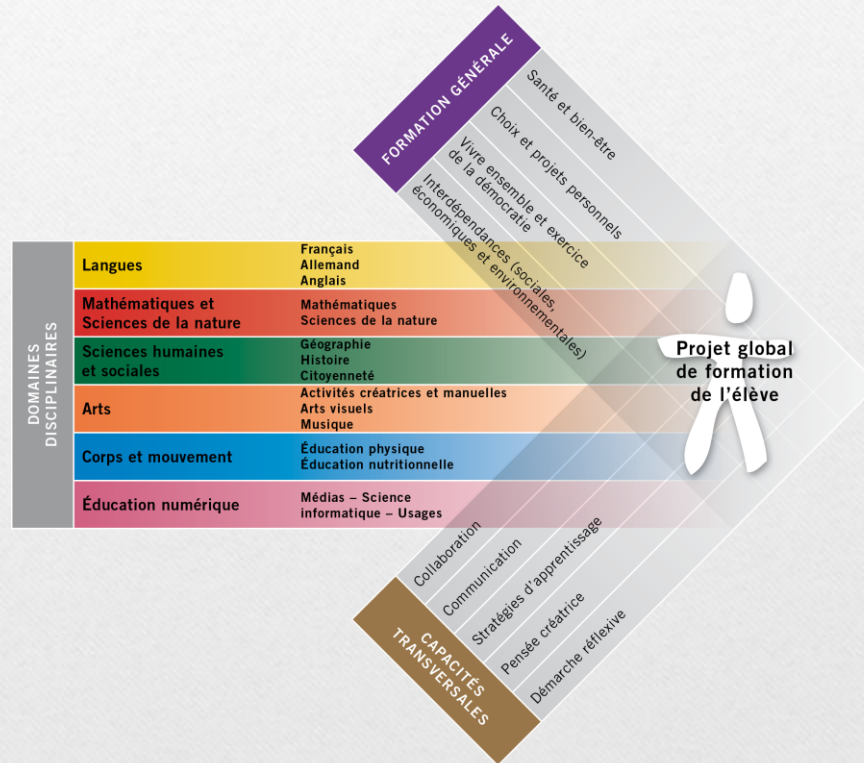 FORMATION GÉNÉRALE
Santé et bien-être
Choix et projets personnels
Vivre ensemble et exercice
de la démocratie
Interdépendances (sociales,
économiques et environnementales)
DOMAINES
DISCIPLINAIRES
Langues
Français
Allemand
Anglais
Mathématiques et
Sciences de la nature
Mathématiques
Sciences de la nature
Sciences humaines
et sociales
Géographie
Histoire
Citoyenneté
Arts
Activités créatrices et manuelles
Arts visuels
Musique
Corps et mouvement
Éducation physique
Éducation nutritionnelle
Éducation numérique
Médias – Science
informatique – Usages
Projet global
de formation
de l’élève
CAPACITÉS
TRANSVERSALES
Collaboration
Communication
Stratégies d’apprentissage
Pensée créatrice
Démarche réflexive